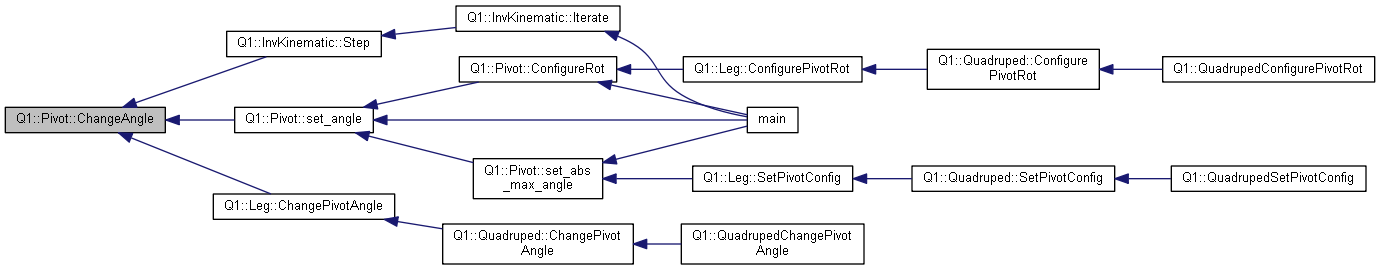 Q1::Pivot::ChangeAngle
Q1::InvKinematic::Step
Q1::InvKinematic::Iterate
Q1::Pivot::set_angle
Q1::Pivot::ConfigureRot
Q1::Leg::ConfigurePivotRot
Q1::Quadruped::Configure
PivotRot
Q1::QuadrupedConfigurePivotRot
main
Q1::Pivot::set_abs
_max_angle
Q1::Leg::SetPivotConfig
Q1::Quadruped::SetPivotConfig
Q1::QuadrupedSetPivotConfig
Q1::Leg::ChangePivotAngle
Q1::Quadruped::ChangePivot
Angle
Q1::QuadrupedChangePivot
Angle